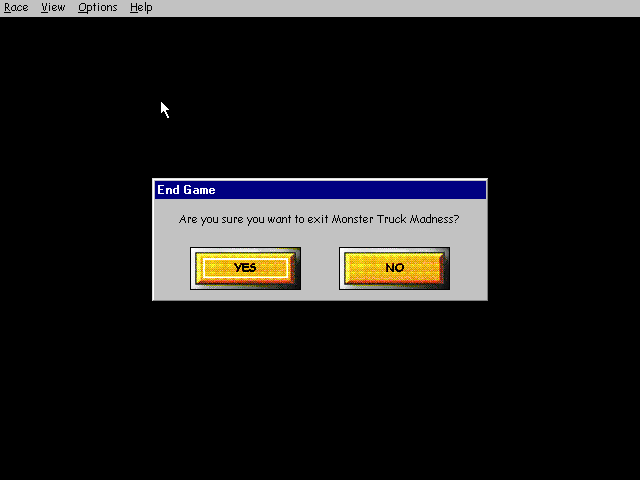 Race View Options Help
End Game
Are you sure you want to exit Monster Truck Madness?
YES NO